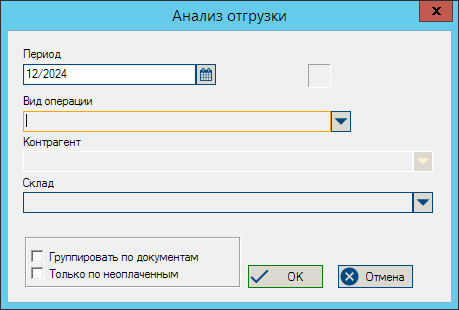 Анализ отгрузки
x
Период
12/2024
Вид операции
Контрагент
Склад
Группировать по документам
Только по неоплаченным
OK
Отмена